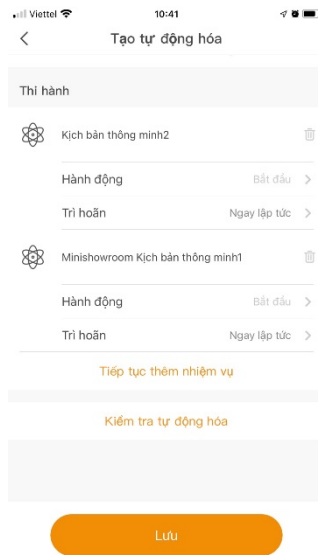 Viettel 10:41
Tạo tự động hóa
Thi hành
Kịch bản thông minh2
Hành động Bắt đầu
Trì hoãn Ngay lập tức
Minishowroom Kịch bản thông minh1
Hành động Bắt đầu
Trì hoãn Ngay lập tức
Tiếp tục thêm nhiệm vụ
Kiểm tra tự động hóa
Lưu